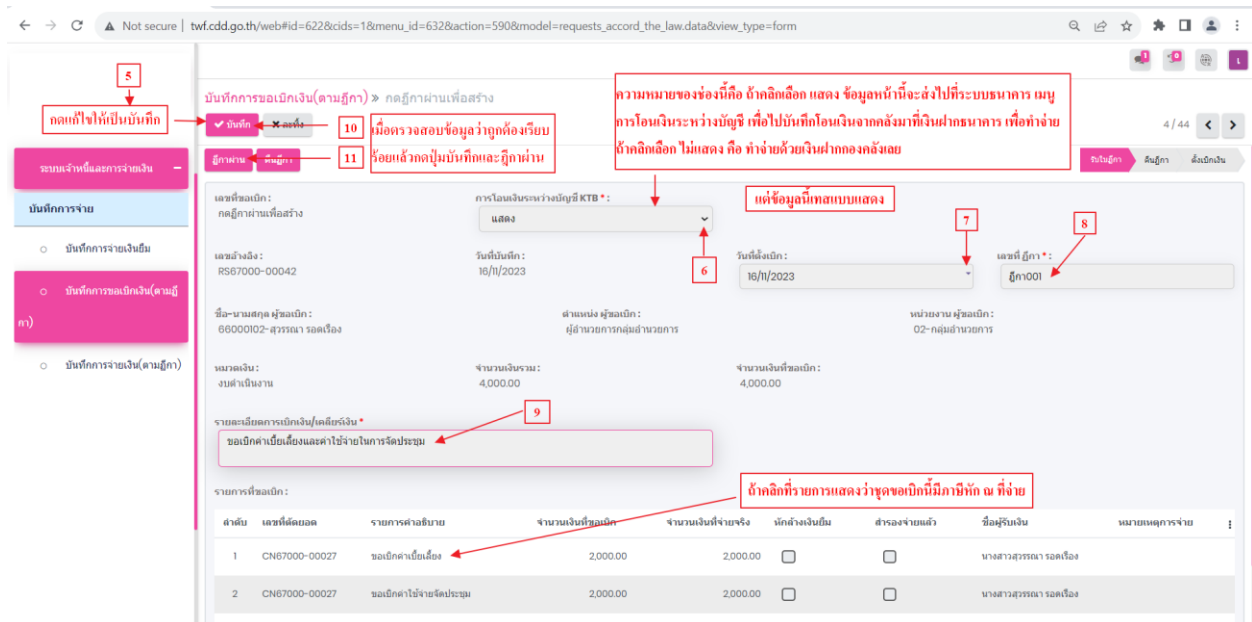 Not secure | twf.cdd.go.th/web#id=622&cids=1&menu_id=632&action=590&model=requests_accord_the_law.data&view_type=form
5
กดแก้ไขให้เป็นบันทึก
บันทึกการขอเบิกเงิน(ตามฎีกา) » กดฎีกาผ่านเพื่อสร้าง
ความหมายของช่องนี้คือ ถ้าคลิกเลือก แสดง ข้อมูลหน้านี้จะส่งไปที่ระบบธนาคาร เมนู
การโอนเงินระหว่างบัญชี เพื่อไปบันทึกโอนเงินจากคลังมาที่เงินฝากธนาคาร เพื่อทำจ่าย
ถ้าคลิกเลือก ไม่แสดง คือ ทำจ่ายด้วยเงินฝากกองคลังเลย
บันทึก
ละทิ้ง
10
เมื่อตรวจสอบข้อมูลว่าถูกต้องเรียบ
ร้อยแล้วกดปุ่มบันทึกและฎีกาผ่าน
4 / 44
ฎีกาผ่าน
คืนฎีกา
11
รับใบฎีกา
คืนฎีกา
ตั้งเบิกเงิน
ระบบเจ้าหนี้และการจ่ายเงิน
บันทึกการจ่าย
บันทึกการจ่ายเงินยืม
บันทึกการขอเบิกเงิน(ตามฎี
กา)
บันทึกการจ่ายเงิน(ตามฎีกา)
เลขที่ขอเบิก :
กดฎีกาผ่านเพื่อสร้าง
การโอนเงินระหว่างบัญชี KTB * :
แสดง
แต่ข้อมูลนี้เทสแบบแสดง
7
8
6
เลขอ้างอิง :
RS67000-00042
วันที่บันทึก :
16/11/2023
วันที่ตั้งเบิก :
16/11/2023
เลขที่ ฎีกา * :
ฎีกา001
ชื่อ-นามสกุล ผู้ขอเบิก :
66000102-สุวรรณา รอดเรือง
ตำแหน่ง ผู้ขอเบิก :
ผู้อำนวยการกลุ่มอำนวยการ
หน่วยงาน ผู้ขอเบิก :
02-กลุ่มอำนวยการ
หมวดเงิน :
งบดำเนินงาน
จำนวนเงินรวม :
4,000.00
จำนวนเงินที่ขอเบิก :
4,000.00
รายละเอียดการเบิกเงิน/เคลียร์เงิน *
9
ขอเบิกค่าเบี้ยเลี้ยงและค่าใช้จ่ายในการจัดประชุม
รายการที่ขอเบิก :
ถ้าคลิกที่รายการแสดงว่าชุดขอเบิกนี้มีภาษีหัก ณ ที่จ่าย
ลำดับ เลขที่ตัดยอด รายการคำอธิบาย จำนวนเงินที่ขอเบิก จำนวนเงินที่จ่ายจริง หักล้างเงินยืม สำรองจ่ายแล้ว ชื่อผู้รับเงิน หมายเหตุการจ่าย
1 CN67000-00027 ขอเบิกค่าเบี้ยเลี้ยง 2,000.00 2,000.00 นางสาวสุวรรณา รอดเรือง
2 CN67000-00027 ขอเบิกค่าใช้จ่ายจัดประชุม 2,000.00 2,000.00 นางสาวสุวรรณา รอดเรือง